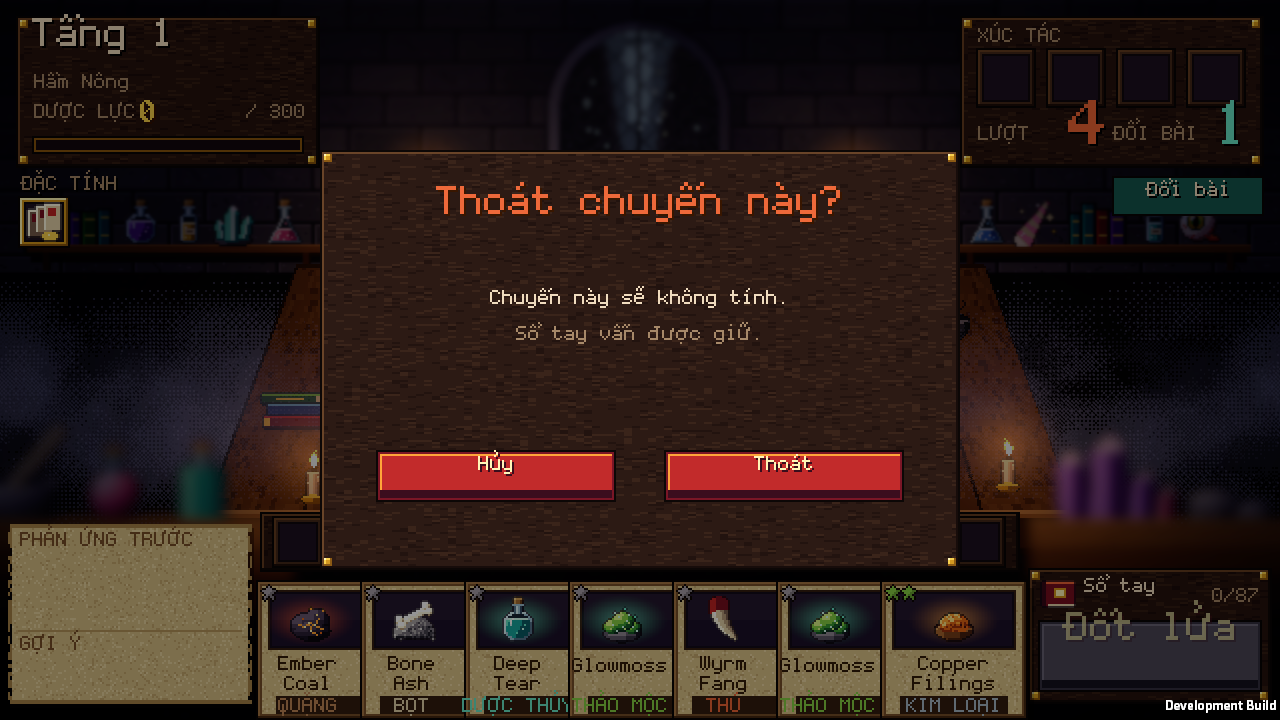 Tầng 1
Hầm Nông
DƯỢC LỰC 0 / 300
ĐẶC TÍNH
XÚC TÁC
LƯỢT 4 ĐỔI BÀI 1
Đổi bài
Thoát chuyến này?
Chuyến này sẽ không tính.
Sổ tay vẫn được giữ.
Hủy
Thoát
PHẢN ỨNG TRƯỚC
GỢI Ý
Ember Coal
QUẶNG
Bone Ash
BỘT
Deep Tear
DƯỢC THỦY
Glowmoss
THẢO MỘC
Wyrm Fang
THÚ
Glowmoss
THẢO MỘC
Copper Filings
KIM LOẠI
Sổ tay 0/87
Đốt lửa
Development Build